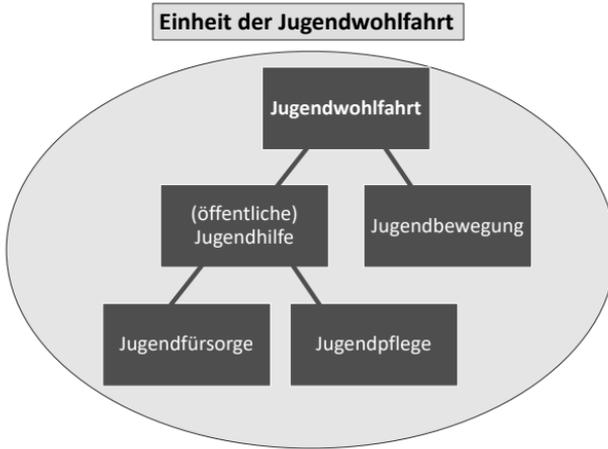 Einheit der Jugendwohlfahrt
Jugendwohlfahrt
(öffentliche)
Jugendhilfe
Jugendbewegung
Jugendfürsorge
Jugendpflege